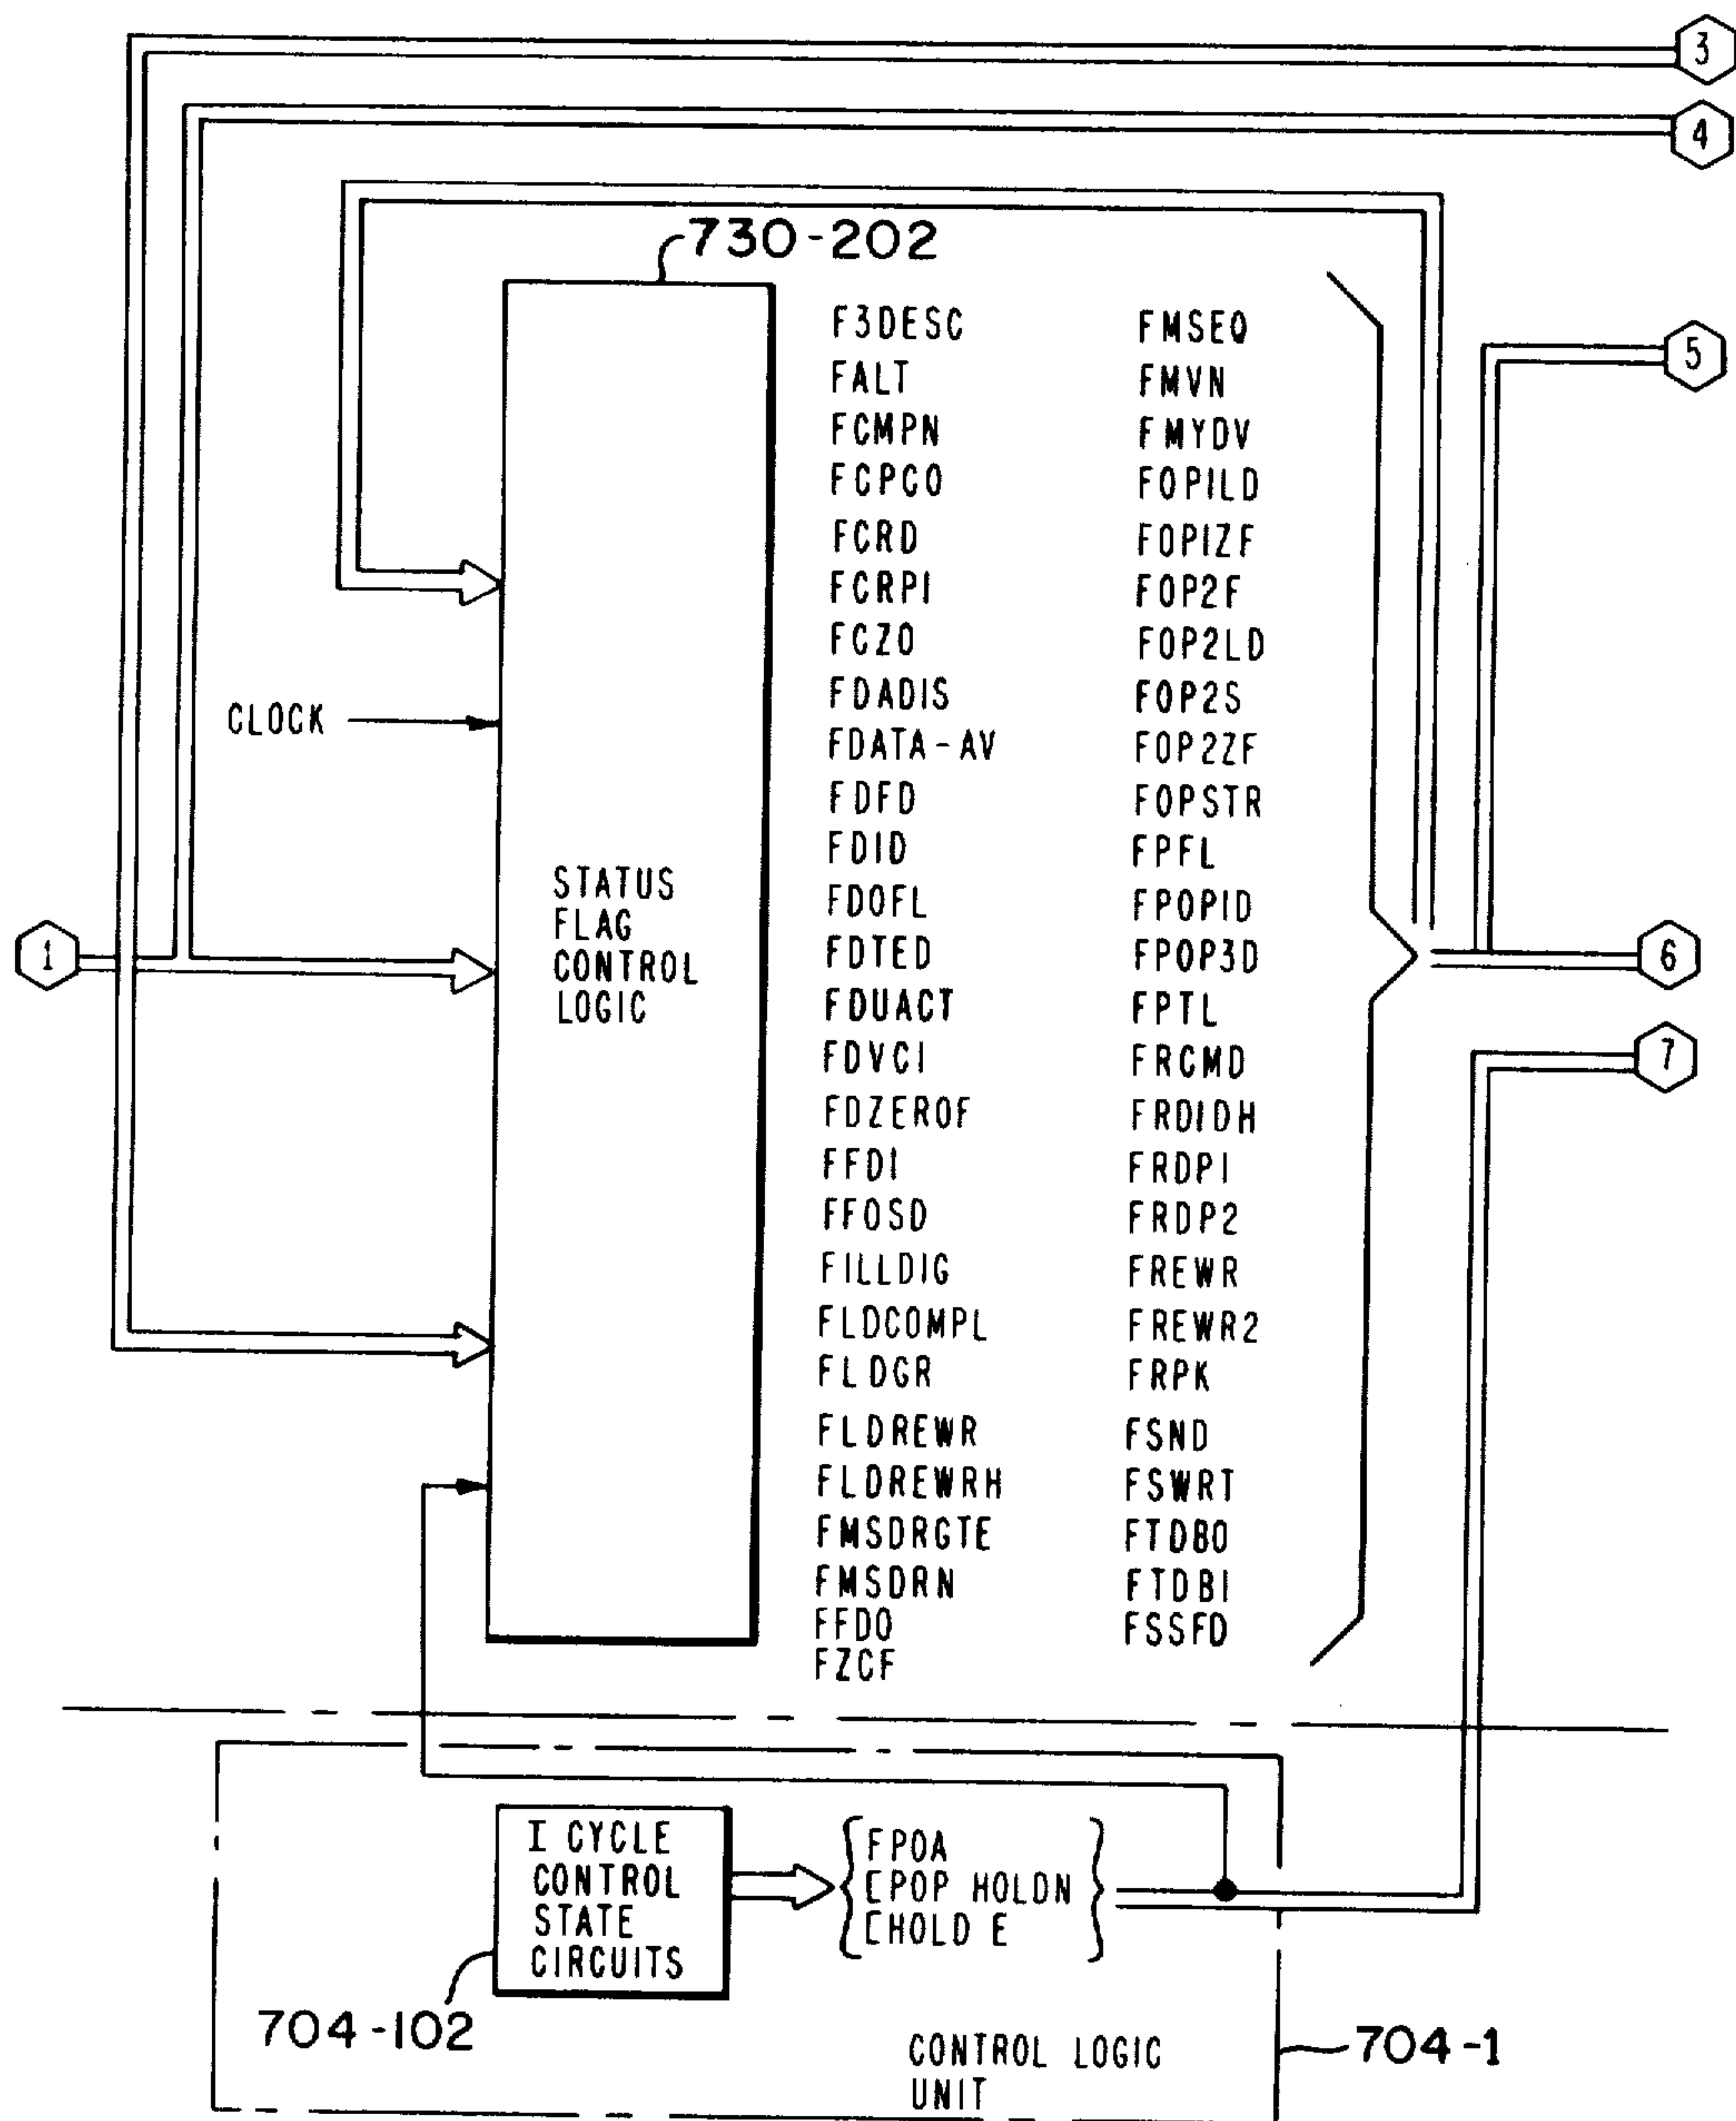 3
4
730-202
F3DESC FMSEQ
5
FALT FMVN
FCMPN FMYDV
FCPCO FOPILD
FCRD FOPIZF
FCRPI FOP2F
FCZO FOP2LD
CLOCK
FDADIS FOP2S
FDATA-AV FOP2ZF
FDFD FOPSTR
FDID FPFL
STATUS
FLAG
CONTROL
LOGIC
FDOFL FPOPID
1
FDTED FPOP3D
6
FDUACT FPTL
FDVCI FRCMD
7
FDZEROF FRDIDH
FFDI FRDPI
FFOSD FRDP2
FILLDIG FREWR
FLDCOMPL FREWR2
FLDGR FRPK
FLDREWR FSND
FLDREWRH FSWRT
FMSDRGTE FTDBO
FMSDRN FTDBI
FFDO FSSFD
FZCF
I CYCLE
CONTROL
STATE
CIRCUITS
FPOA
[POP HOLDN
[HOLD E
704-102
CONTROL LOGIC
UNIT
704-1